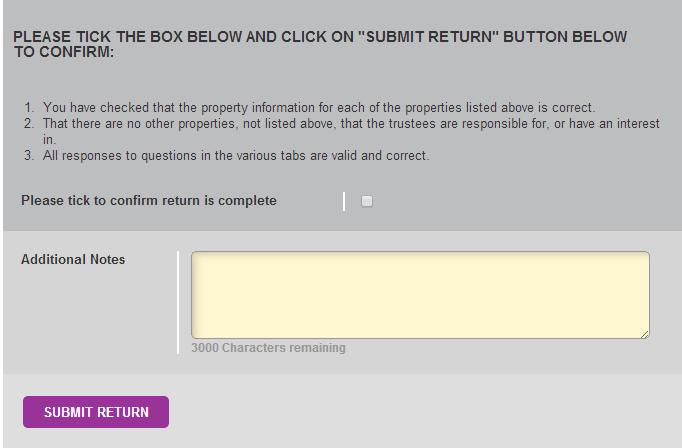 PLEASE TICK THE BOX BELOW AND CLICK ON "SUBMIT RETURN" BUTTON BELOW
TO CONFIRM:
1. You have checked that the property information for each of the properties listed above is correct.
2. That there are no other properties, not listed above, that the trustees are responsible for, or have an interest
in.
3. All responses to questions in the various tabs are valid and correct.
Please tick to confirm return is complete
Additional Notes
3000 Characters remaining
SUBMIT RETURN